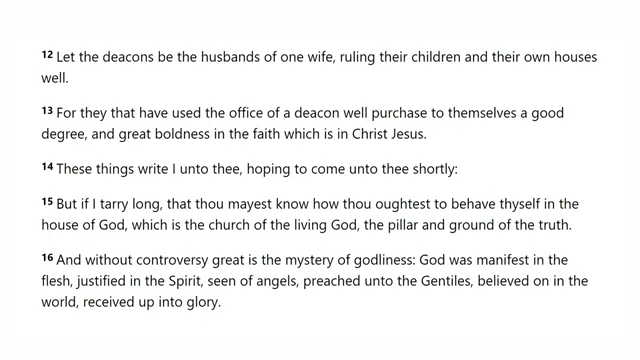 12 Let the deacons be the husbands of one wife, ruling their children and their own houses
well.
13 For they that have used the office of a deacon well purchase to themselves a good
degree, and great boldness in the faith which is in Christ Jesus.
14 These things write I unto thee, hoping to come unto thee shortly:
15 But if I tarry long, that thou mayest know how thou oughtest to behave thyself in the
house of God, which is the church of the living God, the pillar and ground of the truth.
16 And without controversy great is the mystery of godliness: God was manifest in the
flesh, justified in the Spirit, seen of angels, preached unto the Gentiles, believed on in the
world, received up into glory.